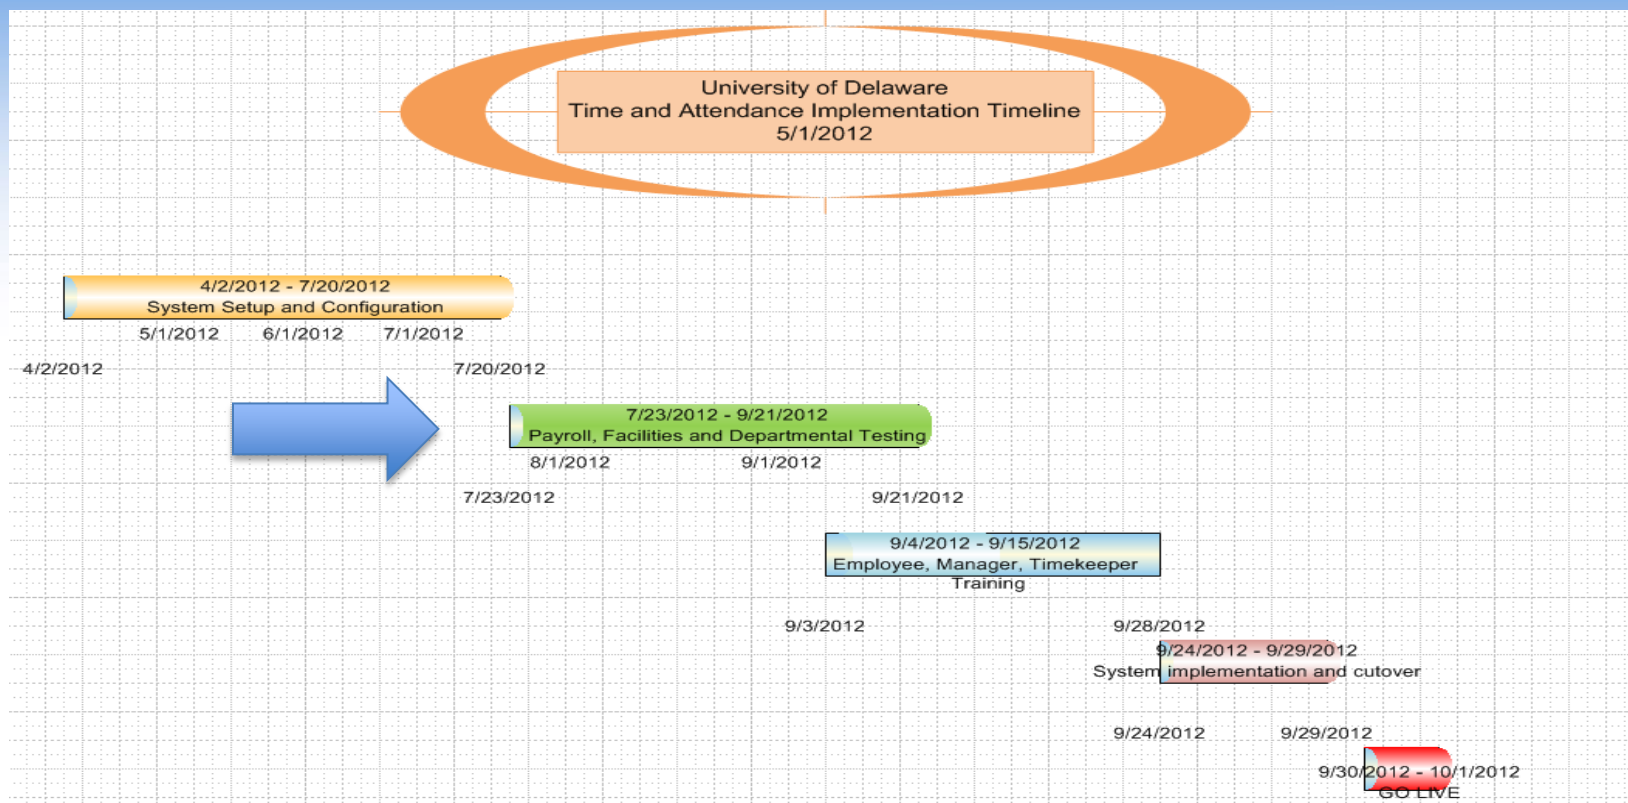 University of Delaware
Time and Attendance Implementation Timeline
5/1/2012
4/2/2012 - 7/20/2012
System Setup and Configuration
5/1/2012 6/1/2012 7/1/2012
4/2/2012 7/20/2012
7/23/2012 - 9/21/2012
Payroll, Facilities and Departmental Testing
8/1/2012 9/1/2012
7/23/2012 9/21/2012
9/4/2012 - 9/15/2012
Employee, Manager, Timekeeper
Training
9/3/2012 9/28/2012
9/24/2012 - 9/29/2012
System implementation and cutover
9/24/2012 9/29/2012
9/30/2012 - 10/1/2012
GO LIVE